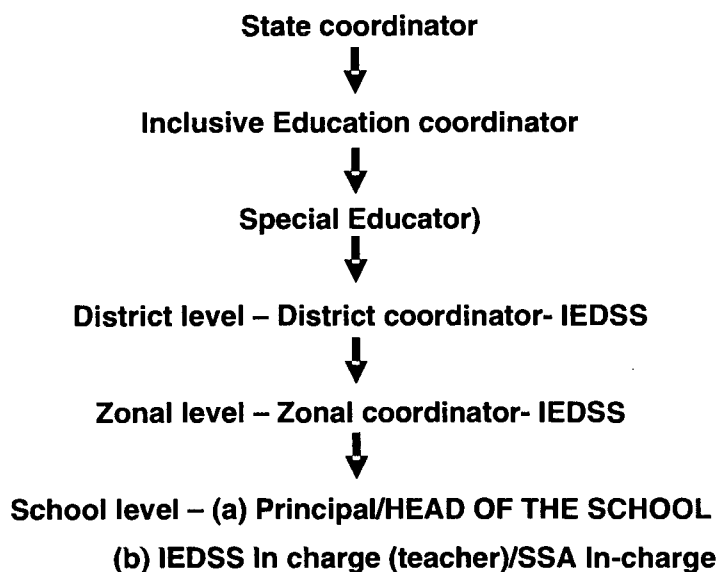 State coordinator
Inclusive Education coordinator
Special Educator)
District level – District coordinator- IEDSS
Zonal level – Zonal coordinator- IEDSS
School level – (a) Principal/HEAD OF THE SCHOOL
(b) IEDSS In charge (teacher)/SSA In-charge